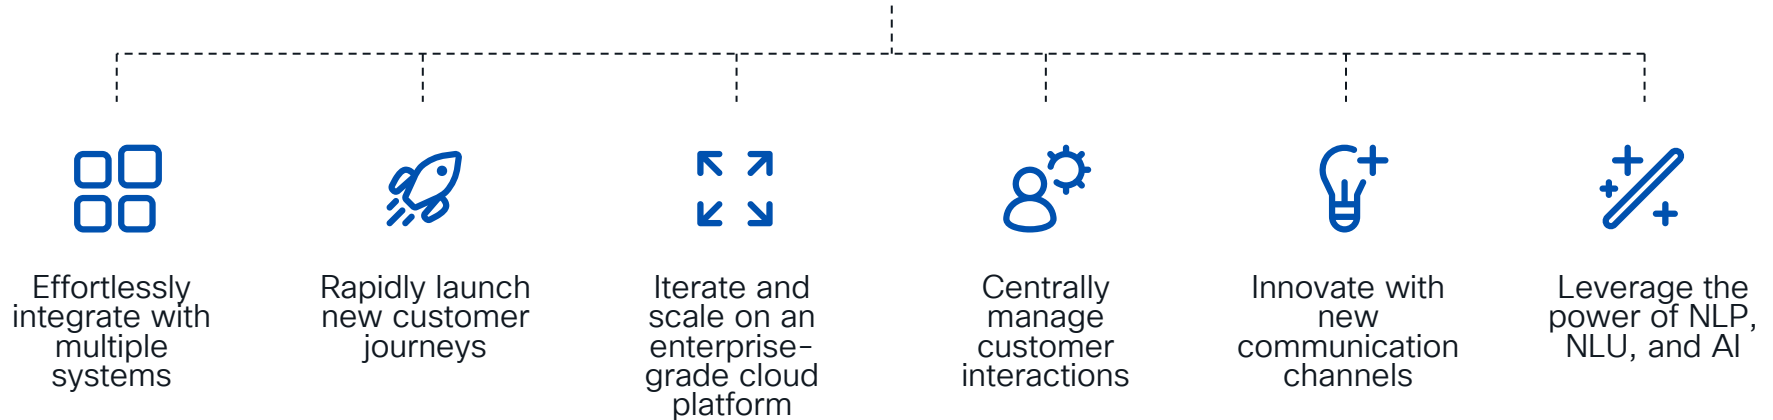 Effortlessly
integrate with
multiple
systems
Rapidly launch
new customer
journeys
Iterate and
scale on an
enterprise-
grade cloud
platform
Centrally
manage
customer
interactions
Innovate with
new
communication
channels
Leverage the
power of NLP,
NLU, and AI